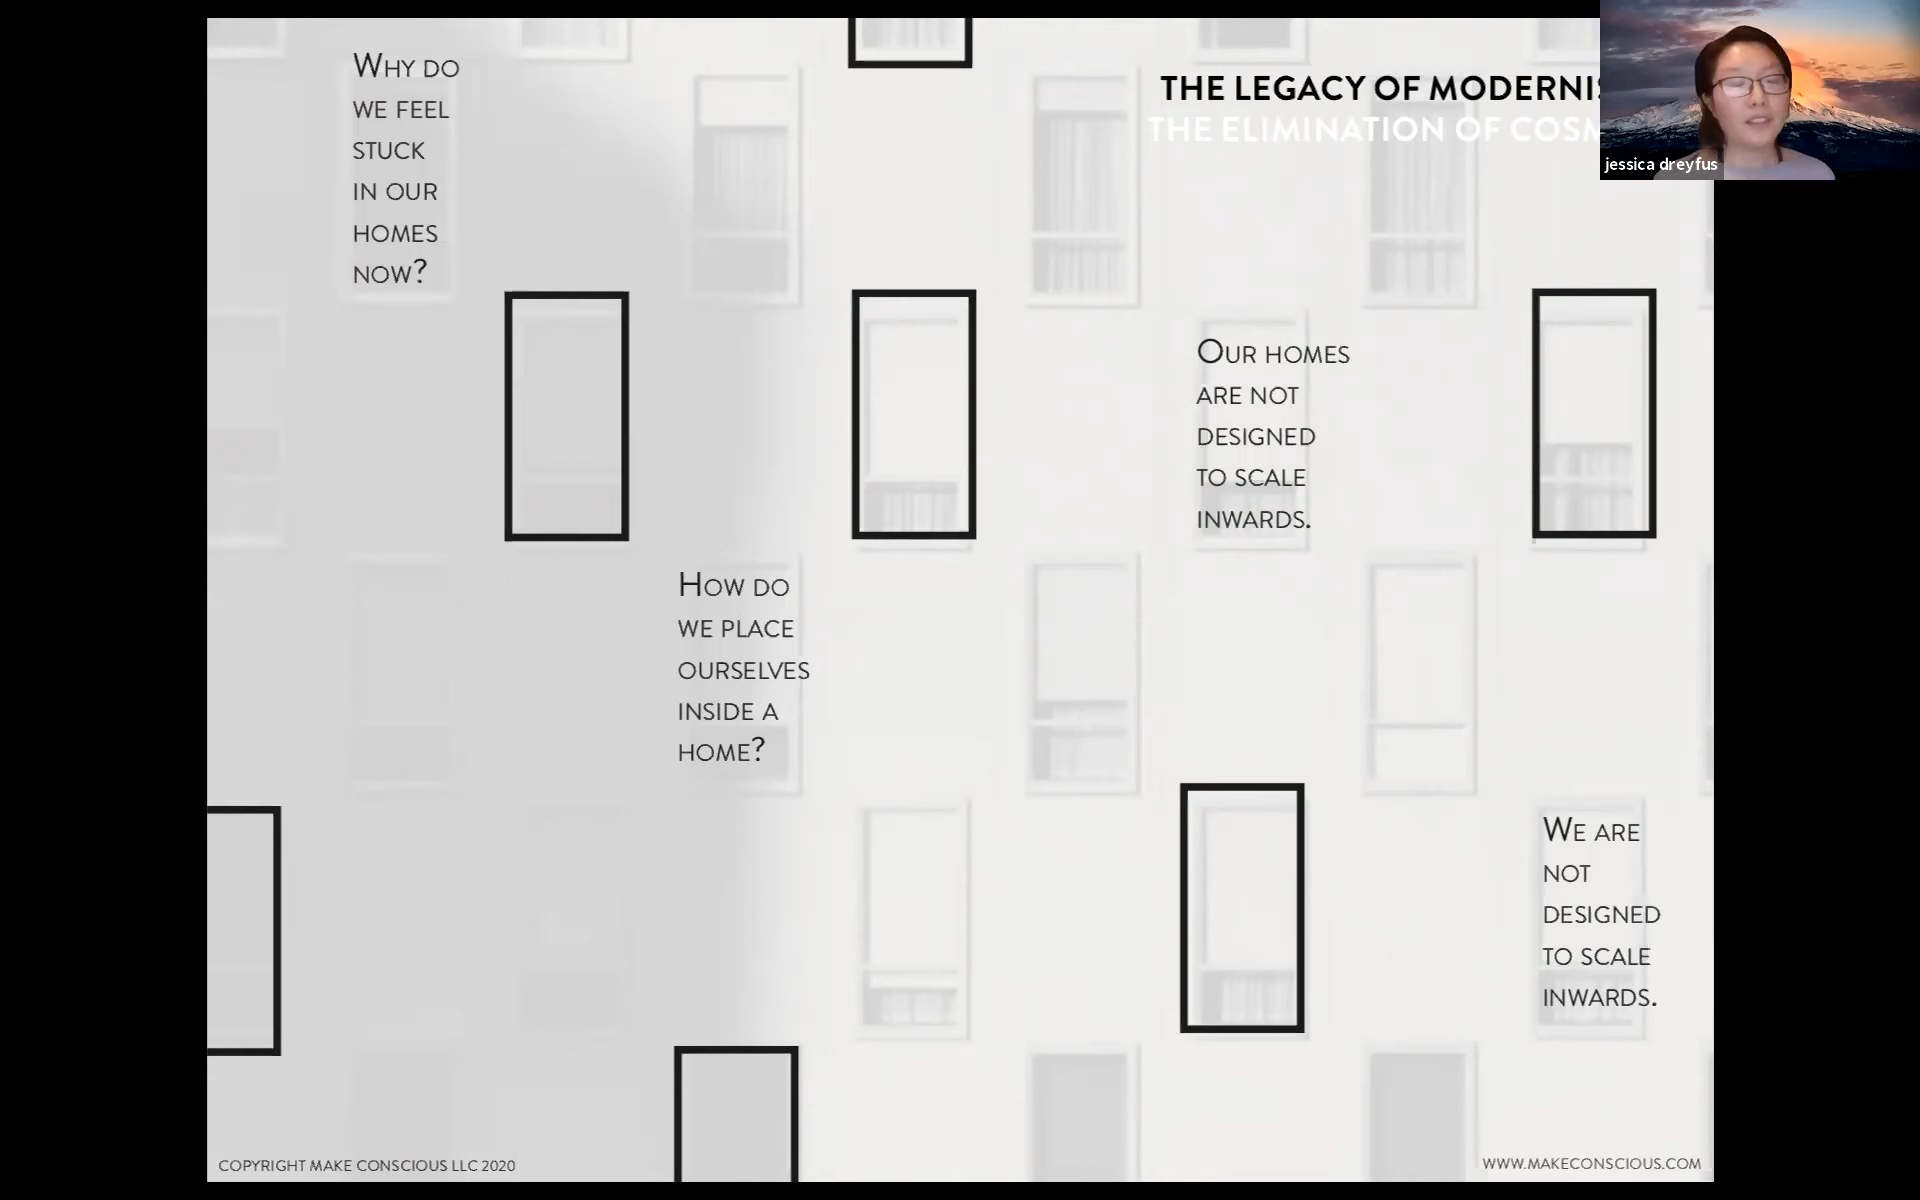 WHY DO
WE FEEL
STUCK
IN OUR
HOMES
NOW?
THE LEGACY OF
THE ELIMINATION OF
jessica dreyfus
OUR HOMES
ARE NOT
DESIGNED
TO SCALE
INWARDS.
HOW DO
WE PLACE
OURSELVES
INSIDE A
HOME?
WE ARE
NOT
DESIGNED
TO SCALE
INWARDS.
COPYRIGHT MAKE CONSCIOUS LLC 2020
WWW.MAKECONSCIOUS.COM